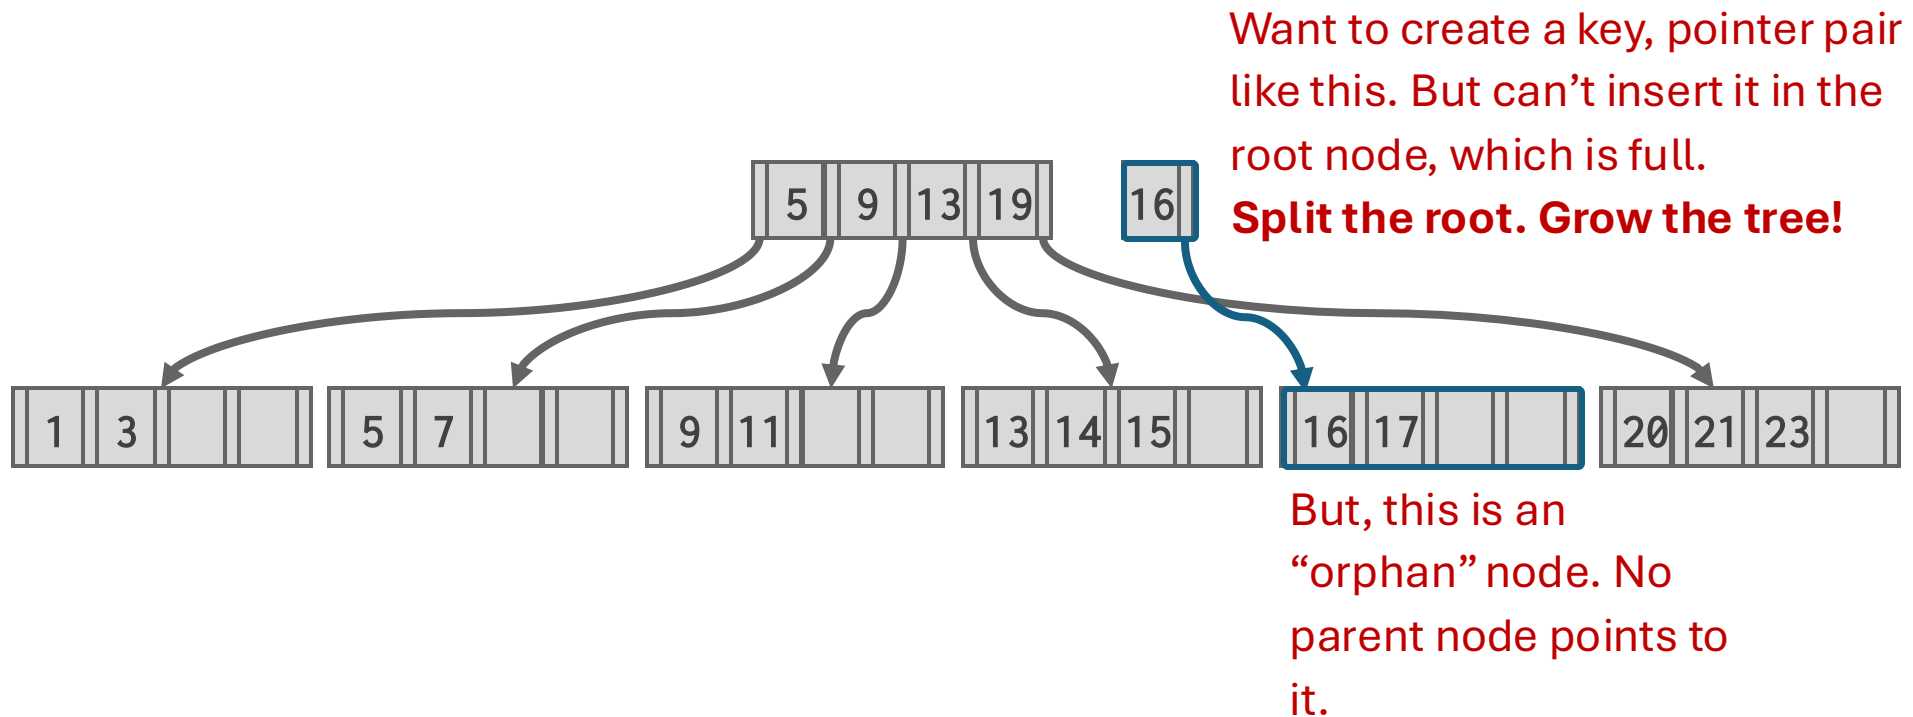 Want to create a key, pointer pair
like this. But can’t insert it in the
root node, which is full.
Split the root. Grow the tree!
5 9 13 19
16
1 3
5 7
9 11
13 14 15
16 17
20 21 23
But, this is an
“orphan” node. No
parent node points to
it.